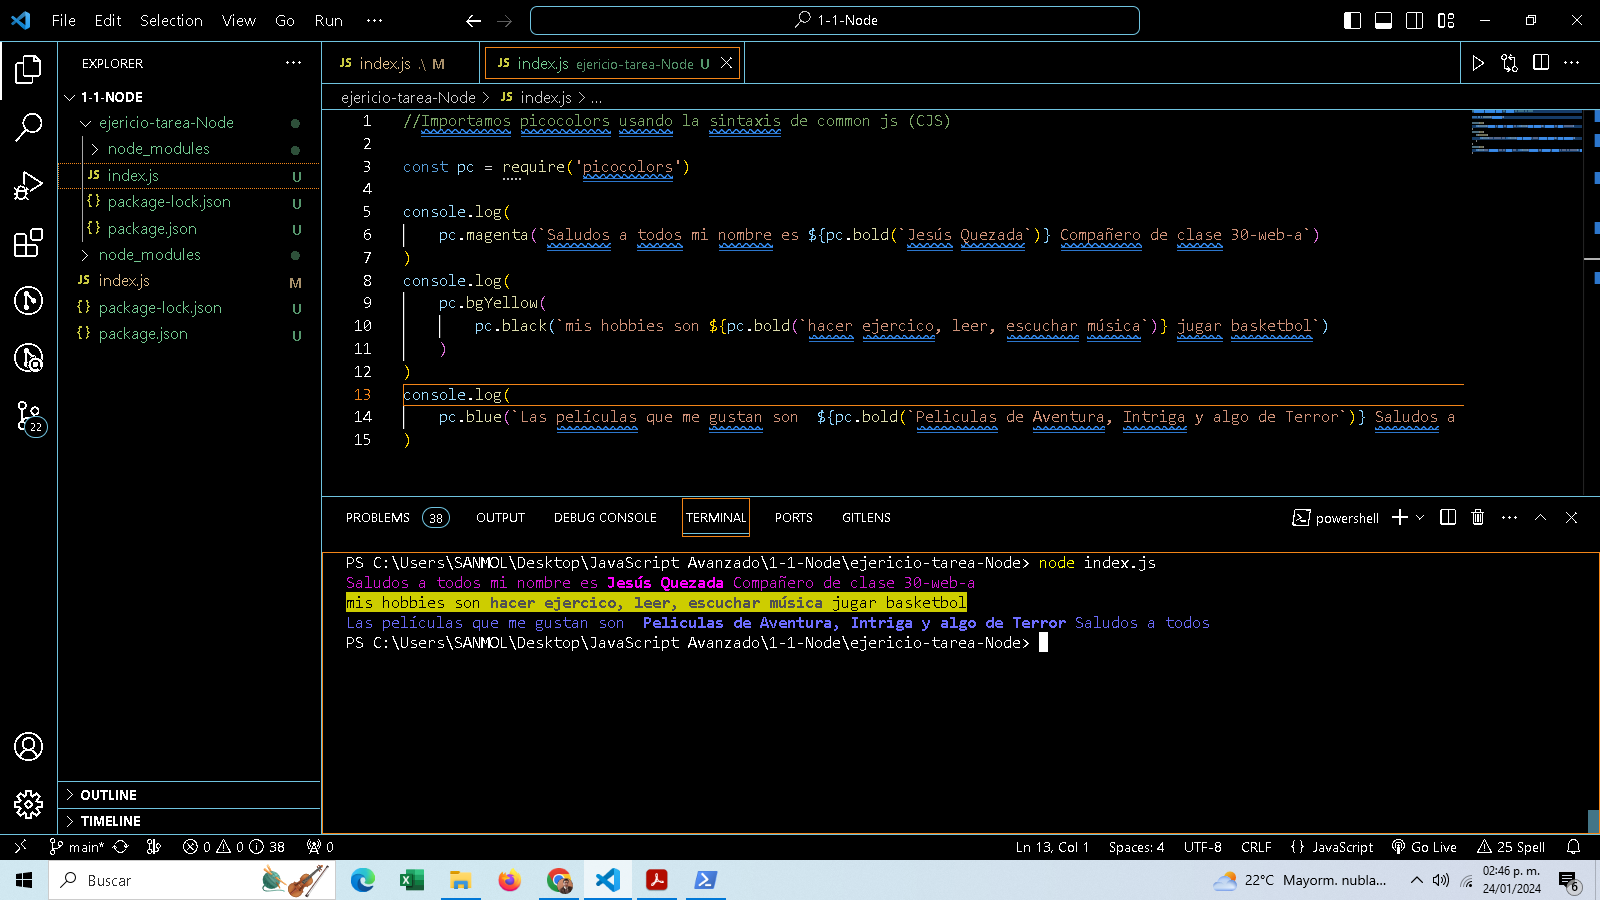 File Edit Selection View Go Run ··· 1-1-Node
EXPLORER ···
1-1-NODE
ejericio-tarea-Node
node_modules
JS index.js U
{} package-lock.json U
{} package.json U
node_modules
JS index.js M
{} package-lock.json U
{} package.json U
OUTLINE
TIMELINE
22
JS index.js .\ M
JS index.js ejericio-tarea-Node U
ejericio-tarea-Node > JS index.js > ...
1 //Importamos picocolors usando la sintaxis de common js (CJS)
2
3 const pc = require('picocolors')
4
5 console.log(
6 pc.magenta(`Saludos a todos mi nombre es ${pc.bold(`Jesús Quezada`)} Compañero de clase 30-web-a`)
7 )
8 console.log(
9 pc.bgYellow(
10 pc.black(`mis hobbies son ${pc.bold(`hacer ejercico, leer, escuchar música`)} jugar basketbol`)
11 )
12 )
13 console.log(
14 pc.blue(`Las películas que me gustan son  ${pc.bold(`Peliculas de Aventura, Intriga y algo de Terror`)} Saludos a
15 )
PROBLEMS 38 OUTPUT DEBUG CONSOLE TERMINAL PORTS GITLENS powershell
PS C:\Users\SANMOL\Desktop\JavaScript Avanzado\1-1-Node\ejericio-tarea-Node> node index.js
Saludos a todos mi nombre es Jesús Quezada Compañero de clase 30-web-a
mis hobbies son hacer ejercico, leer, escuchar música jugar basketbol
Las películas que me gustan son  Peliculas de Aventura, Intriga y algo de Terror Saludos a todos
PS C:\Users\SANMOL\Desktop\JavaScript Avanzado\1-1-Node\ejericio-tarea-Node>
main* 0 0 38 0 Ln 13, Col 1 Spaces: 4 UTF-8 CRLF {} JavaScript Go Live 25 Spell
Buscar 22°C Mayorm. nubla... 02:46 p. m.
24/01/2024 6